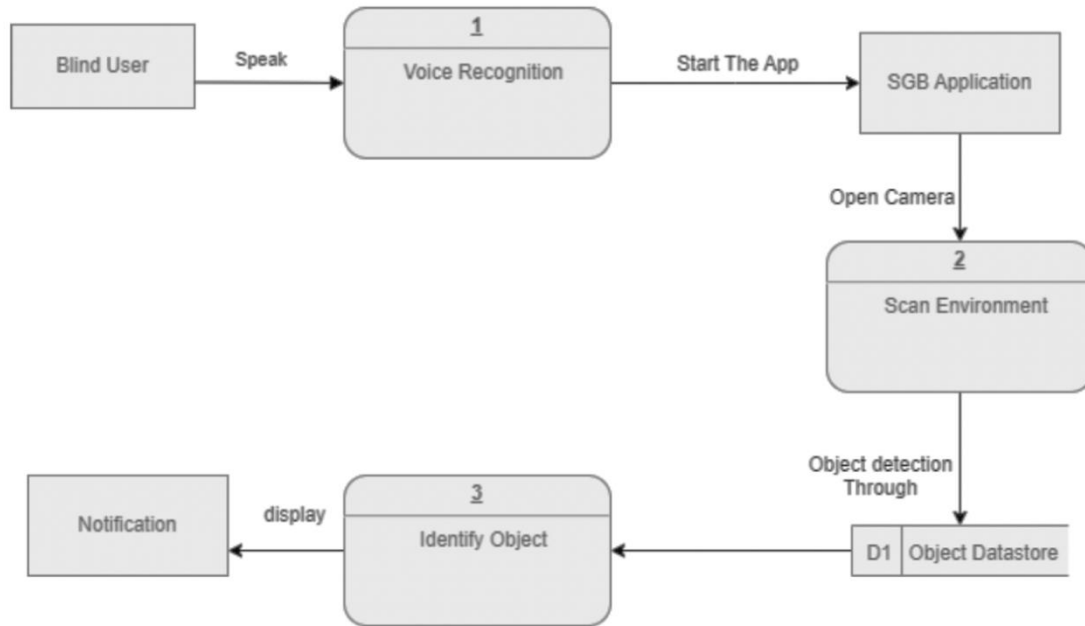 Blind User
Speak
1
Voice Recognition
Start The App
SGB Application
Open Camera
2
Scan Environment
Object detection
Through
D1
Object Datastore
3
Identify Object
display
Notification